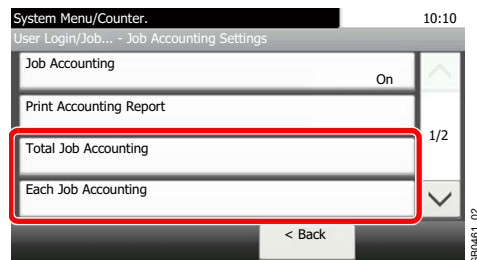 System Menu/Counter.
10:10
User Login/Job... - Job Accounting Settings
Job Accounting
On
Print Accounting Report
1/2
Total Job Accounting
Each Job Accounting
< Back
GB0461_02